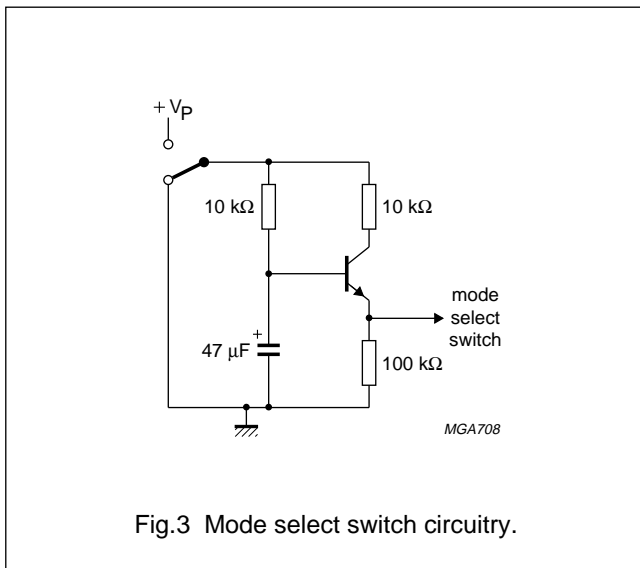 + VP
10 kΩ
10 kΩ
mode
select
switch
+
47 µF
100 kΩ
MGA708
Fig.3 Mode select switch circuitry.